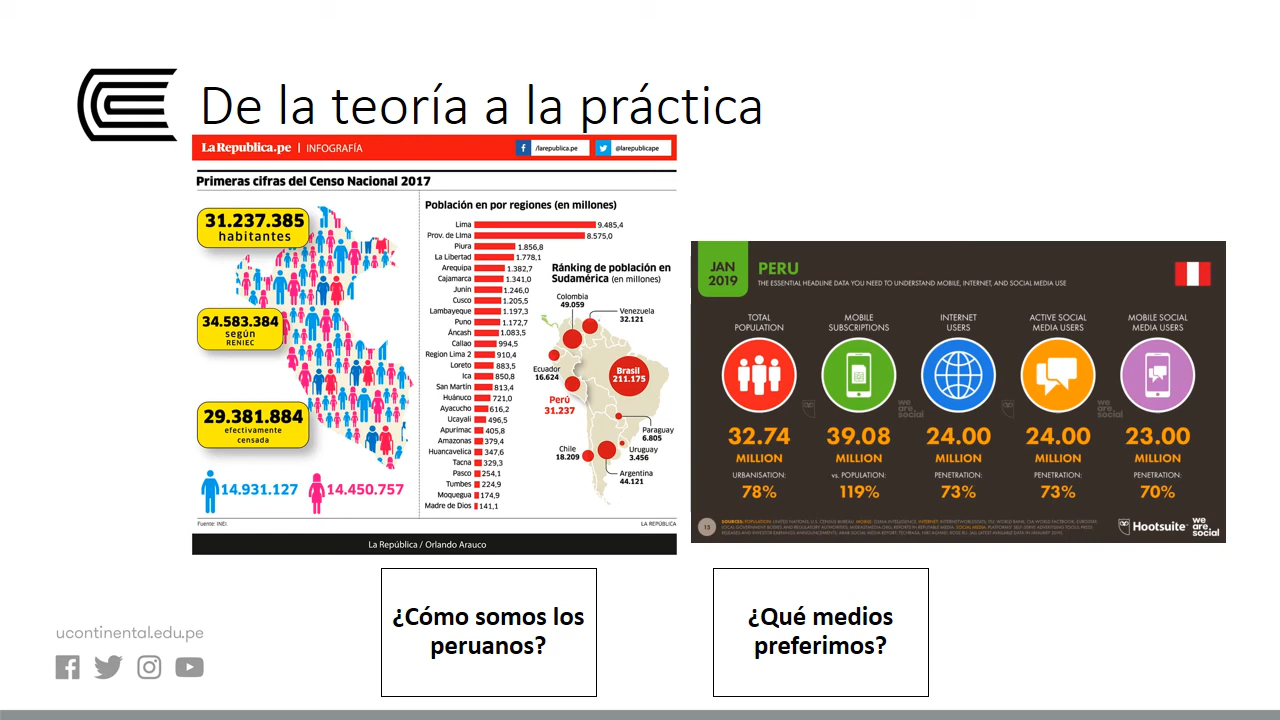 De la teoría a la práctica
LaRepublica.pe | INFOGRAFÍA
/larepublica.pe
@larepublicape
Primeras cifras del Censo Nacional 2017
31.237.385
habitantes
34.583.384
según
RENIEC
29.381.884
efectivamente
censada
14.931.127
14.450.757
Población en por regiones (en millones)
Lima 9.485,4
Prov. de LIma 8.575,0
Piura 1.856,8
La Libertad 1.778,1
Arequipa 1.382,7
Cajamarca 1.341,0
Junín 1.246,0
Cusco 1.205,5
Lambayeque 1.197,3
Puno 1.172,7
Áncash 1.083,5
Callao 994,5
Region Lima 2 910,4
Loreto 883,5
Ica 850,8
San Martín 813,4
Huánuco 721,0
Ayacucho 616,2
Ucayali 496,5
Apurimac 405,8
Amazonas 379,4
Huancavelica 347,6
Tacna 329,3
Pasco 254,1
Tumbes 224,9
Moquegua 174,9
Madre de Dios 141,1
Ránking de población en
Sudamérica (en millones)
Colombia
49.059
Venezuela
32.121
Ecuador
16.624
Brasil
211.175
Perú
31.237
Paraguay
6.805
Uruguay
3.456
Chile
18.209
Argentina
44.121
Fuente: INEI
LA REPÚBLICA
La República / Orlando Arauco
JAN
2019
PERU
THE ESSENTIAL HEADLINE DATA YOU NEED TO UNDERSTAND MOBILE, INTERNET, AND SOCIAL MEDIA USE
TOTAL
POPULATION
32.74
MILLION
URBANISATION:
78%
MOBILE
SUBSCRIPTIONS
39.08
MILLION
vs. POPULATION:
119%
INTERNET
USERS
24.00
MILLION
PENETRATION:
73%
ACTIVE SOCIAL
MEDIA USERS
24.00
MILLION
PENETRATION:
73%
MOBILE SOCIAL
MEDIA USERS
23.00
MILLION
PENETRATION:
70%
we
are
social
we
are
social
15
Hootsuite
we
are
social
¿Cómo somos los
peruanos?
¿Qué medios
preferimos?
ucontinental.edu.pe